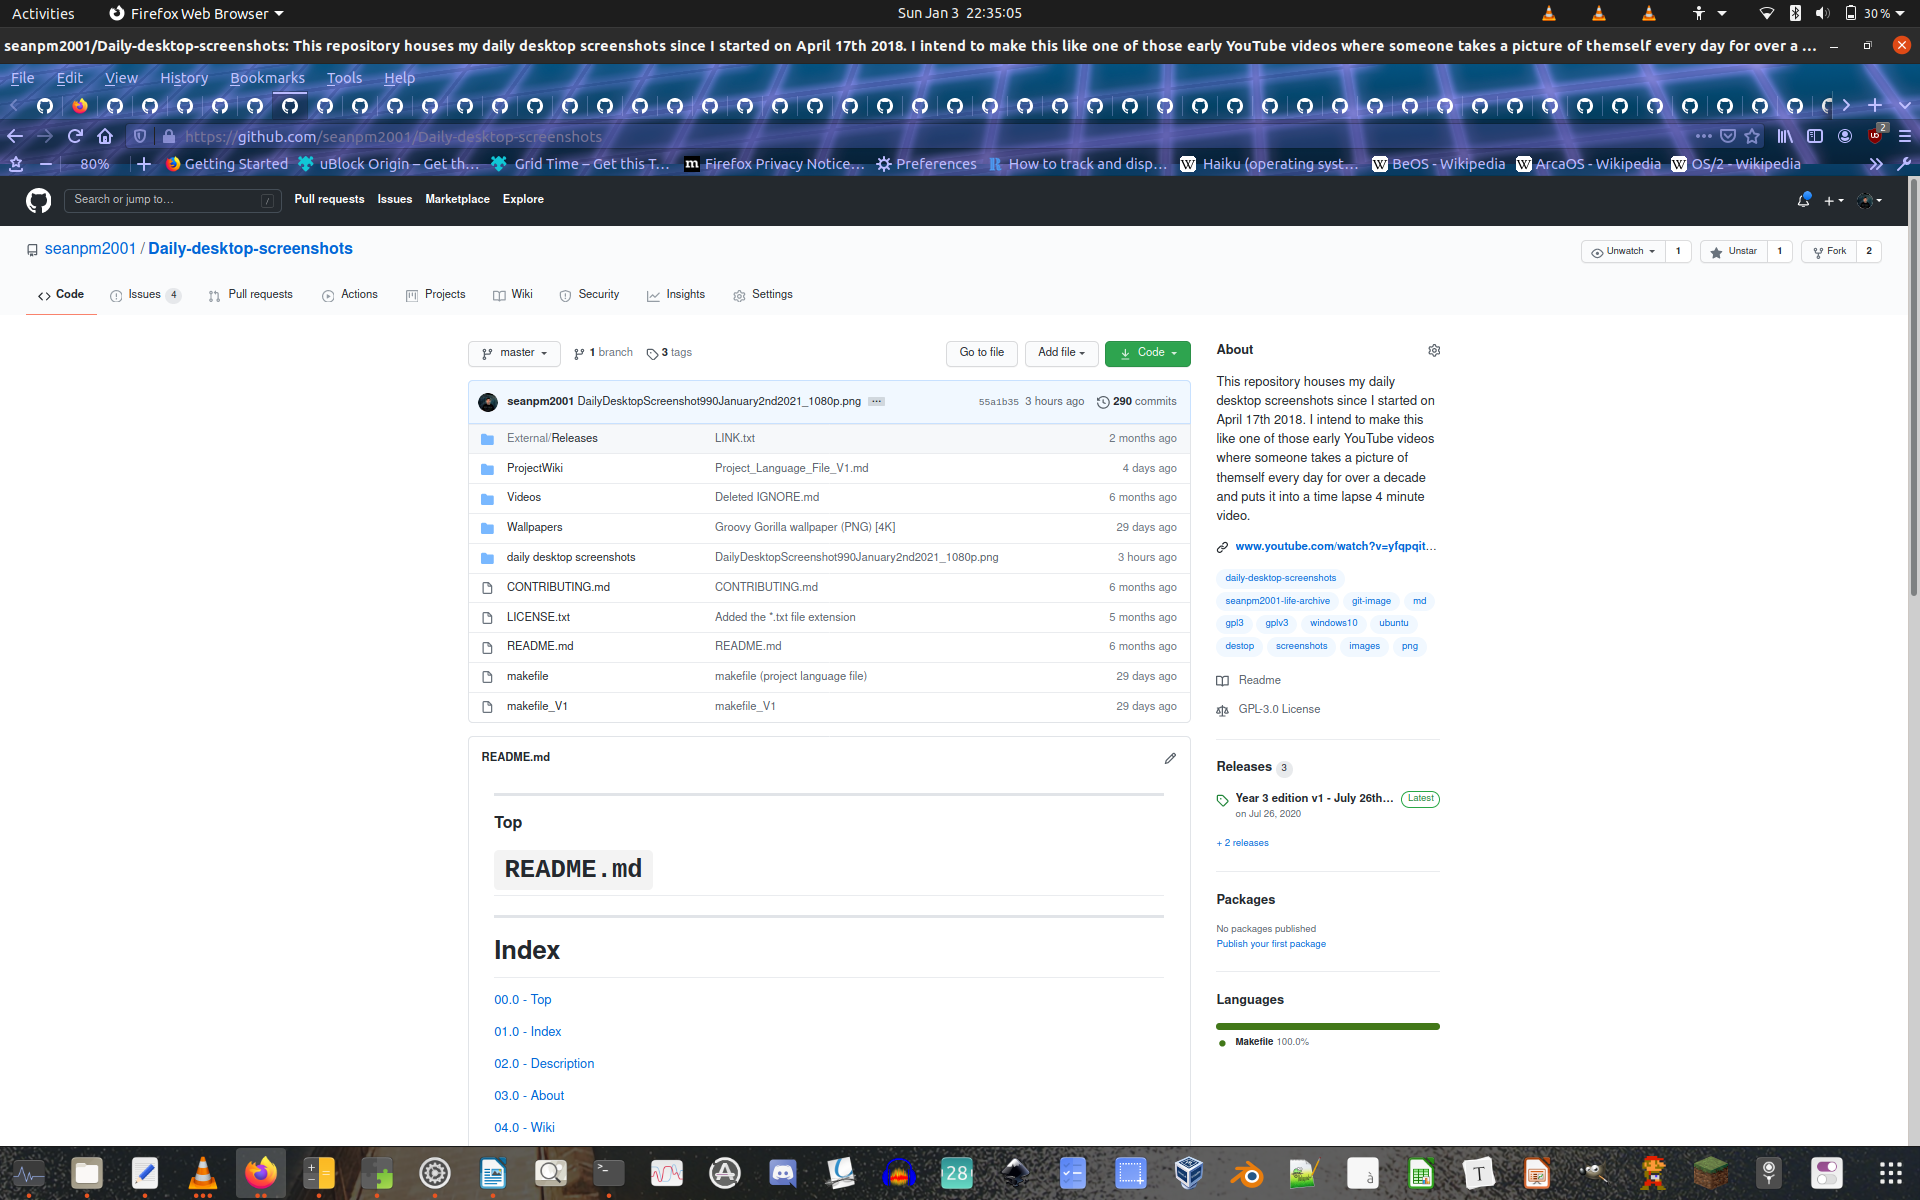 Activities Firefox Web Browser Sun Jan 3 22:35:05 30 %
seanpm2001/Daily-desktop-screenshots: This repository houses my daily desktop screenshots since I started on April 17th 2018. I intend to make this like one of those early YouTube videos where someone takes a picture of themself every day for over a ...
File Edit View History Bookmarks Tools Help
https://github.com/seanpm2001/Daily-desktop-screenshots 2
80% Getting Started uBlock Origin – Get th… Grid Time – Get this T… Firefox Privacy Notice… Preferences How to track and disp… Haiku (operating syst… BeOS - Wikipedia ArcaOS - Wikipedia OS/2 - Wikipedia
Search or jump to… / Pull requests Issues Marketplace Explore
seanpm2001 / Daily-desktop-screenshots Unwatch 1 Unstar 1 Fork 2
Code Issues 4 Pull requests Actions Projects Wiki Security Insights Settings
master 1 branch 3 tags Go to file Add file Code
seanpm2001 DailyDesktopScreenshot990January2nd2021_1080p.png ... 55a1b35 3 hours ago 290 commits
External/Releases LINK.txt 2 months ago
ProjectWiki Project_Language_File_V1.md 4 days ago
Videos Deleted IGNORE.md 6 months ago
Wallpapers Groovy Gorilla wallpaper (PNG) [4K] 29 days ago
daily desktop screenshots DailyDesktopScreenshot990January2nd2021_1080p.png 3 hours ago
CONTRIBUTING.md CONTRIBUTING.md 6 months ago
LICENSE.txt Added the *.txt file extension 5 months ago
README.md README.md 6 months ago
makefile makefile (project language file) 29 days ago
makefile_V1 makefile_V1 29 days ago
README.md
Top
README.md
Index
00.0 - Top
01.0 - Index
02.0 - Description
03.0 - About
04.0 - Wiki
About
This repository houses my daily
desktop screenshots since I started on
April 17th 2018. I intend to make this
like one of those early YouTube videos
where someone takes a picture of
themself every day for over a decade
and puts it into a time lapse 4 minute
video.
www.youtube.com/watch?v=yfqpqit...
daily-desktop-screenshots
seanpm2001-life-archive git-image md
gpl3 gplv3 windows10 ubuntu
destop screenshots images png
Readme
GPL-3.0 License
Releases 3
Year 3 edition v1 - July 26th... Latest
on Jul 26, 2020
+ 2 releases
Packages
No packages published
Publish your first package
Languages
Makefile 100.0%
28